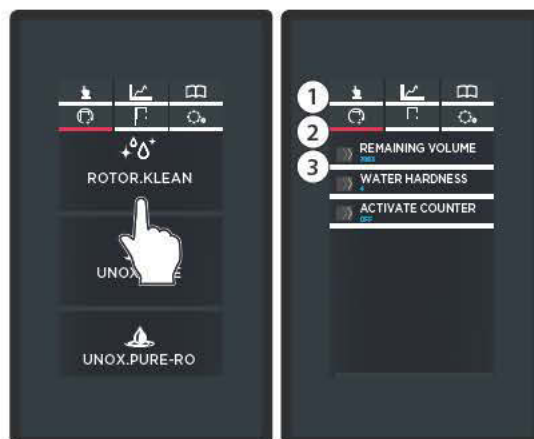 ROTOR.KLEAN
UNOX
UNOX.PURE-RO
1
2
REMAINING VOLUME
3
WATER HARDNESS
ACTIVATE COUNTER
OFF